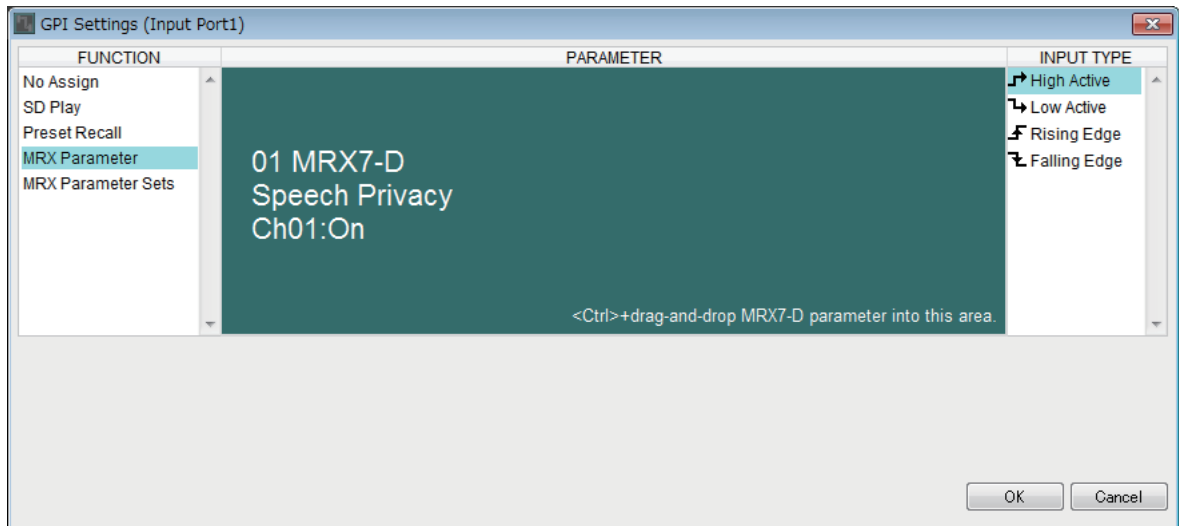 GPI Settings (Input Port1)
FUNCTION
No Assign
SD Play
Preset Recall
MRX Parameter
MRX Parameter Sets
PARAMETER
01 MRX7-D
Speech Privacy
Ch01:On
<Ctrl>+drag-and-drop MRX7-D parameter into this area.
INPUT TYPE
High Active
Low Active
Rising Edge
Falling Edge
OK
Cancel